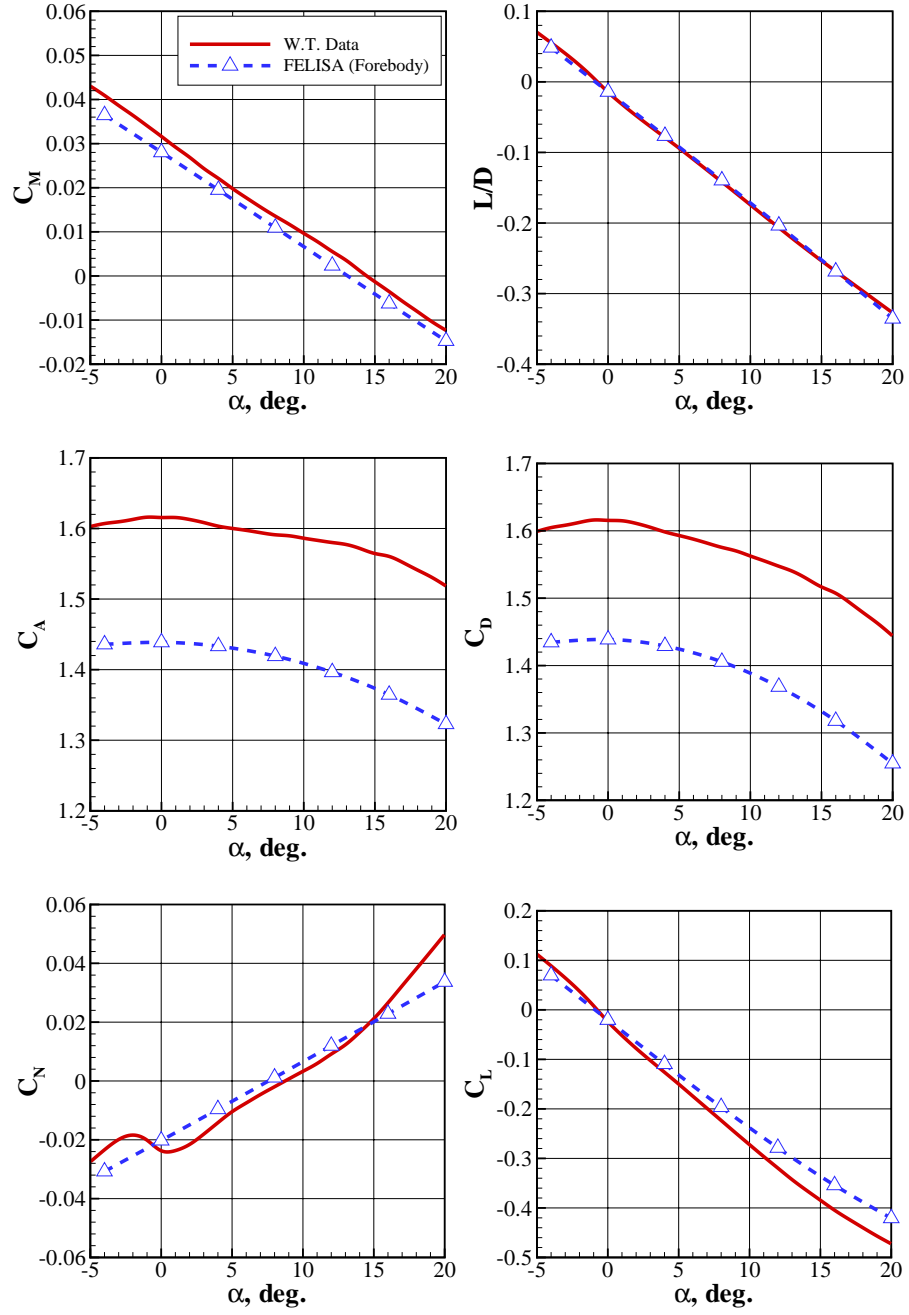 0.06
0.05
0.04
0.03
0.02
0.01
0
-0.01
-0.02
C_M
W.T. Data
FELISA (Forebody)
-5 0 5 10 15 20
α, deg.
0.1
0
-0.1
-0.2
-0.3
-0.4
L/D
-5 0 5 10 15 20
α, deg.
1.7
1.6
1.5
1.4
1.3
1.2
C_A
-5 0 5 10 15 20
α, deg.
1.7
1.6
1.5
1.4
1.3
1.2
C_D
-5 0 5 10 15 20
α, deg.
0.06
0.04
0.02
0
-0.02
-0.04
-0.06
C_N
-5 0 5 10 15 20
α, deg.
0.2
0.1
0
-0.1
-0.2
-0.3
-0.4
-0.5
C_L
-5 0 5 10 15 20
α, deg.